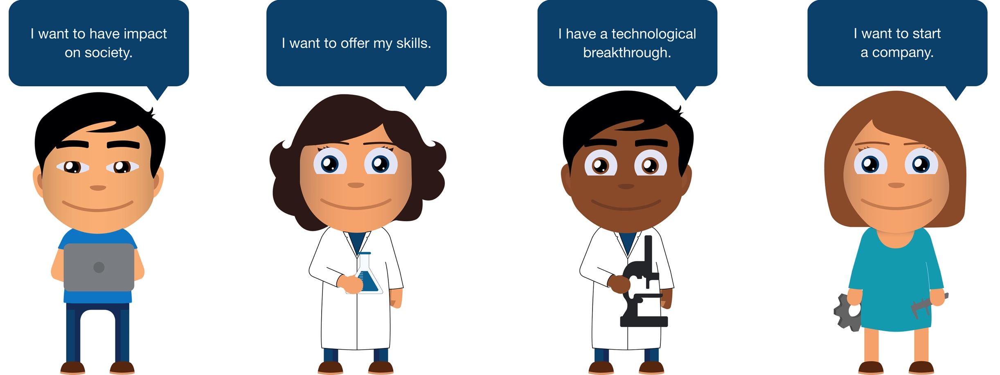 I want to have impact
on society.
I want to offer my skills.
I have a technological
breakthrough.
I want to start
a company.